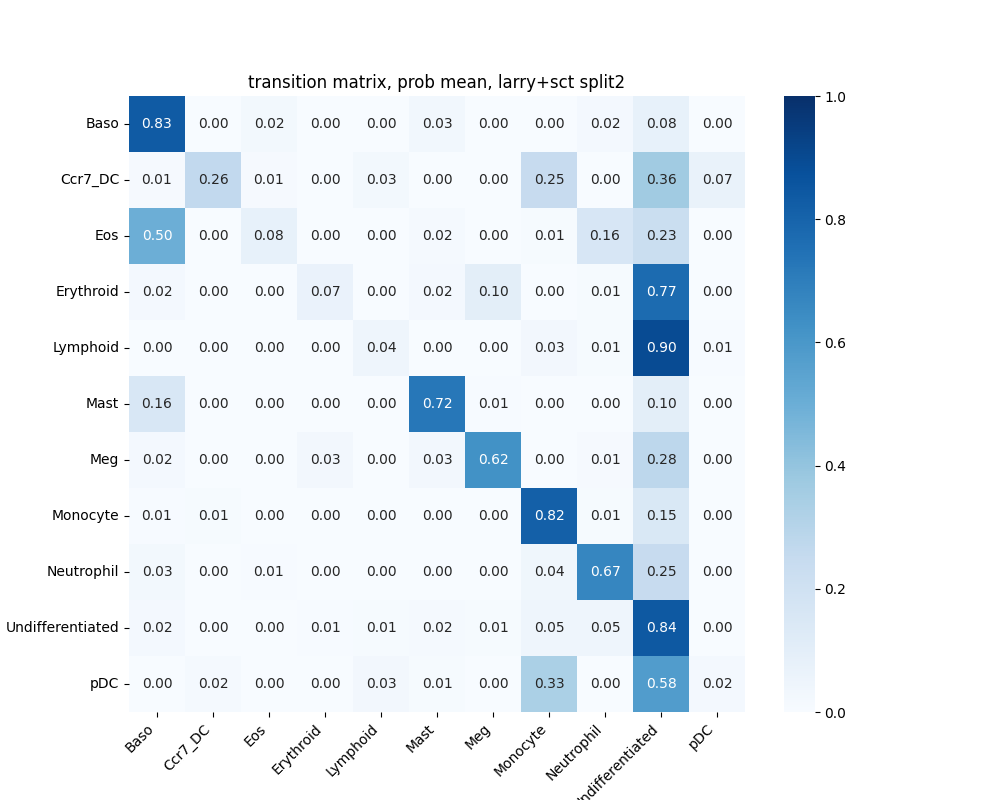 transition matrix, prob mean, larry+sct split2
Baso 0.83 0.00 0.02 0.00 0.00 0.03 0.00 0.00 0.02 0.08 0.00
Ccr7_DC 0.01 0.26 0.01 0.00 0.03 0.00 0.00 0.25 0.00 0.36 0.07
Eos 0.50 0.00 0.08 0.00 0.00 0.02 0.00 0.01 0.16 0.23 0.00
Erythroid 0.02 0.00 0.00 0.07 0.00 0.02 0.10 0.00 0.01 0.77 0.00
Lymphoid 0.00 0.00 0.00 0.00 0.04 0.00 0.00 0.03 0.01 0.90 0.01
Mast 0.16 0.00 0.00 0.00 0.00 0.72 0.01 0.00 0.00 0.10 0.00
Meg 0.02 0.00 0.00 0.03 0.00 0.03 0.62 0.00 0.01 0.28 0.00
Monocyte 0.01 0.01 0.00 0.00 0.00 0.00 0.00 0.82 0.01 0.15 0.00
Neutrophil 0.03 0.00 0.01 0.00 0.00 0.00 0.00 0.04 0.67 0.25 0.00
Undifferentiated 0.02 0.00 0.00 0.01 0.01 0.02 0.01 0.05 0.05 0.84 0.00
pDC 0.00 0.02 0.00 0.00 0.03 0.01 0.00 0.33 0.00 0.58 0.02
Baso Ccr7_DC Eos Erythroid Lymphoid Mast Meg Monocyte Neutrophil ndifferentiated pDC
1.0
0.8
0.6
0.4
0.2
0.0